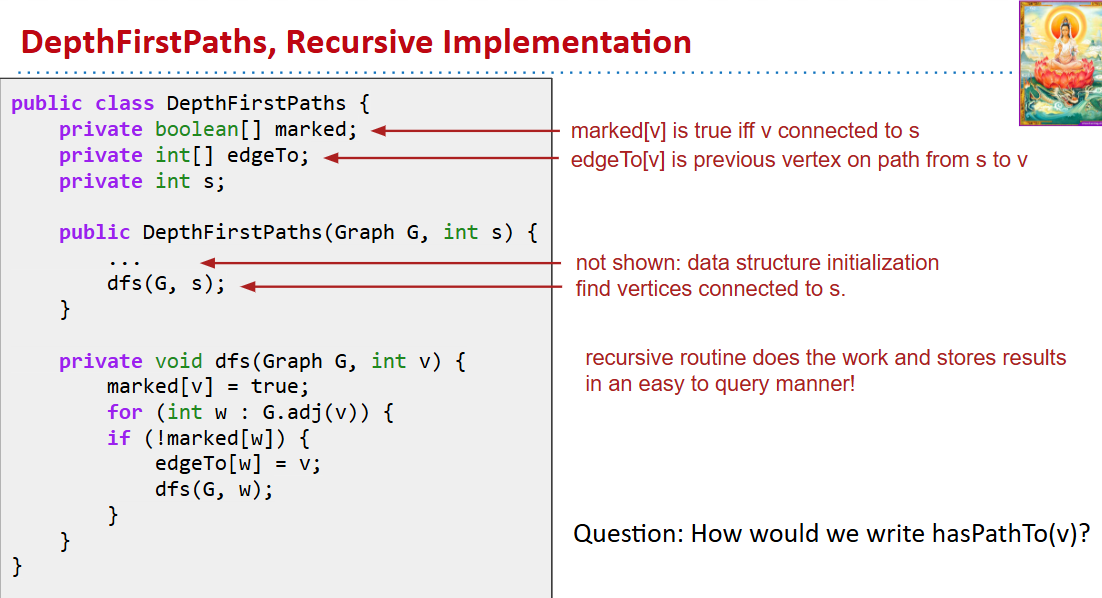 DepthFirstPaths, Recursive Implementation
public class DepthFirstPaths {
    private boolean[] marked;
    private int[] edgeTo;
    private int s;

    public DepthFirstPaths(Graph G, int s) {
        ...
        dfs(G, s);
    }

    private void dfs(Graph G, int v) {
        marked[v] = true;
        for (int w : G.adj(v)) {
        if (!marked[w]) {
            edgeTo[w] = v;
            dfs(G, w);
        }
    }
}
marked[v] is true iff v connected to s
edgeTo[v] is previous vertex on path from s to v
not shown: data structure initialization
find vertices connected to s.
recursive routine does the work and stores results
in an easy to query manner!
Question: How would we write hasPathTo(v)?